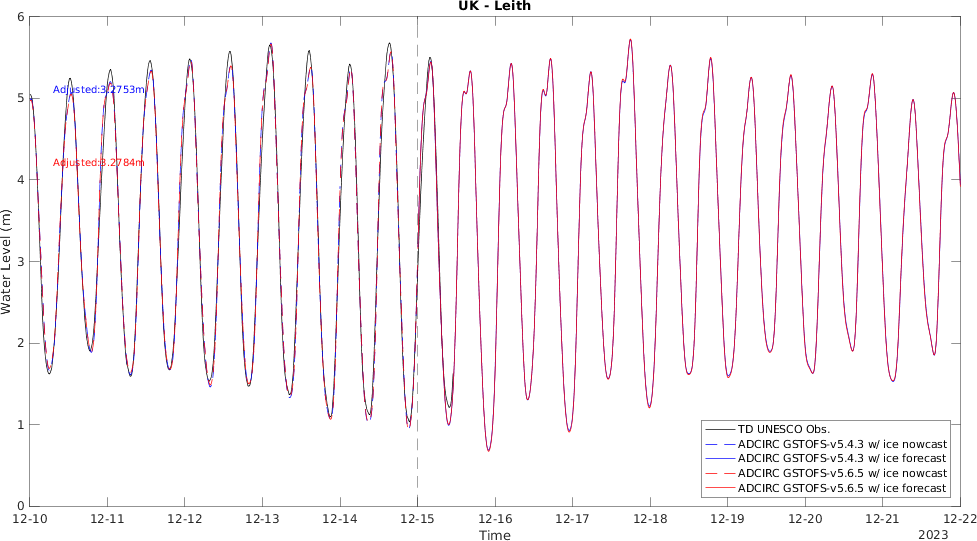 UK - Leith
6
5
4
3
2
1
0
Water Level (m)
Adjusted:3.2753m
Adjusted:3.2784m
TD UNESCO Obs.
ADCIRC GSTOFS-v5.4.3 w/ ice nowcast
ADCIRC GSTOFS-v5.4.3 w/ ice forecast
ADCIRC GSTOFS-v5.6.5 w/ ice nowcast
ADCIRC GSTOFS-v5.6.5 w/ ice forecast
12-10 12-11 12-12 12-13 12-14 12-15 12-16 12-17 12-18 12-19 12-20 12-21 12-22
Time
2023